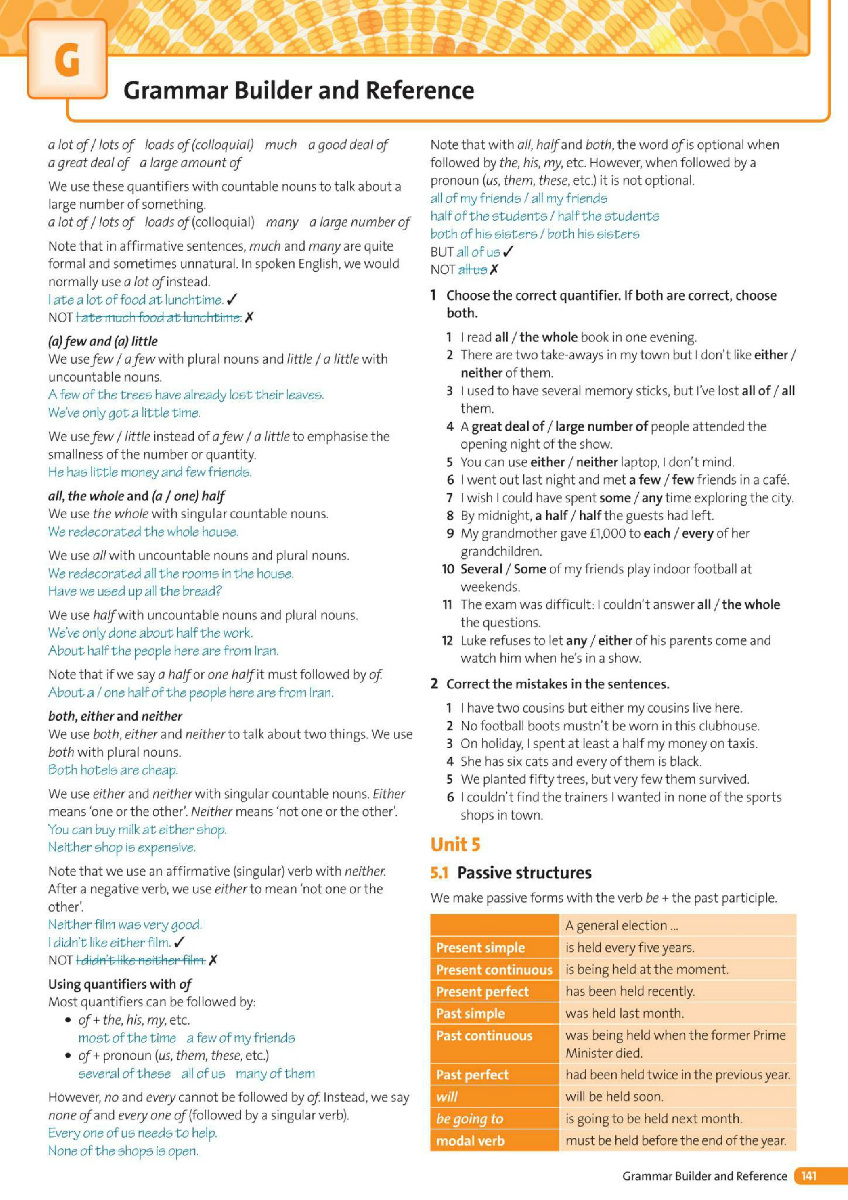 G
Grammar Builder and Reference
a lot of / lots of loads of (colloquial) much a good deal of
a great deal of a large amount of
We use these quantifiers with countable nouns to talk about a
large number of something.
a lot of / lots of loads of (colloquial) many a large number of
Note that in affirmative sentences, much and many are quite
formal and sometimes unnatural. In spoken English, we would
normally use a lot of instead.
I ate a lot of food at lunchtime. ✓
NOT I ate much food at lunchtime. ✗
(a) few and (a) little
We use few / a few with plural nouns and little / a little with
uncountable nouns.
A few of the trees have already lost their leaves.
We've only got a little time.
We use few / little instead of a few / a little to emphasise the
smallness of the number or quantity.
He has little money and few friends.
all, the whole and (a / one) half
We use the whole with singular countable nouns.
We redecorated the whole house.
We use all with uncountable nouns and plural nouns.
We redecorated all the rooms in the house.
Have we used up all the bread?
We use half with uncountable nouns and plural nouns.
We've only done about half the work.
About half the people here are from Iran.
Note that if we say a half or one half it must followed by of.
About a / one half of the people here are from Iran.
both, either and neither
We use both, either and neither to talk about two things. We use
both with plural nouns.
Both hotels are cheap.
We use either and neither with singular countable nouns. Either
means 'one or the other'. Neither means 'not one or the other'.
You can buy milk at either shop.
Neither shop is expensive.
Note that we use an affirmative (singular) verb with neither.
After a negative verb, we use either to mean 'not one or the
other'.
Neither film was very good.
I didn't like either film. ✓
NOT I didn't like neither film. ✗
Using quantifiers with of
Most quantifiers can be followed by:
• of + the, his, my, etc.
most of the time a few of my friends
• of + pronoun (us, them, these, etc.)
several of these all of us many of them
However, no and every cannot be followed by of. Instead, we say
none of and every one of (followed by a singular verb).
Every one of us needs to help.
None of the shops is open.
Note that with all, half and both, the word of is optional when
followed by the, his, my, etc. However, when followed by a
pronoun (us, them, these, etc.) it is not optional.
all of my friends / all my friends
half of the students / half the students
both of his sisters / both his sisters
BUT all of us ✓
NOT all us ✗
1 Choose the correct quantifier. If both are correct, choose
both.
1 I read all / the whole book in one evening.
2 There are two take-aways in my town but I don't like either /
neither of them.
3 I used to have several memory sticks, but I've lost all of / all
them.
4 A great deal of / large number of people attended the
opening night of the show.
5 You can use either / neither laptop, I don't mind.
6 I went out last night and met a few / few friends in a café.
7 I wish I could have spent some / any time exploring the city.
8 By midnight, a half / half the guests had left.
9 My grandmother gave £1,000 to each / every of her
grandchildren.
10 Several / Some of my friends play indoor football at
weekends.
11 The exam was difficult: I couldn't answer all / the whole
the questions.
12 Luke refuses to let any / either of his parents come and
watch him when he's in a show.
2 Correct the mistakes in the sentences.
1 I have two cousins but either my cousins live here.
2 No football boots mustn't be worn in this clubhouse.
3 On holiday, I spent at least a half my money on taxis.
4 She has six cats and every of them is black.
5 We planted fifty trees, but very few them survived.
6 I couldn't find the trainers I wanted in none of the sports
shops in town.
Unit 5
5.1 Passive structures
We make passive forms with the verb be + the past participle.
A general election ...
Present simple is held every five years.
Present continuous is being held at the moment.
Present perfect has been held recently.
Past simple was held last month.
Past continuous was being held when the former Prime
Minister died.
Past perfect had been held twice in the previous year.
will will be held soon.
be going to is going to be held next month.
modal verb must be held before the end of the year.
Grammar Builder and Reference 141